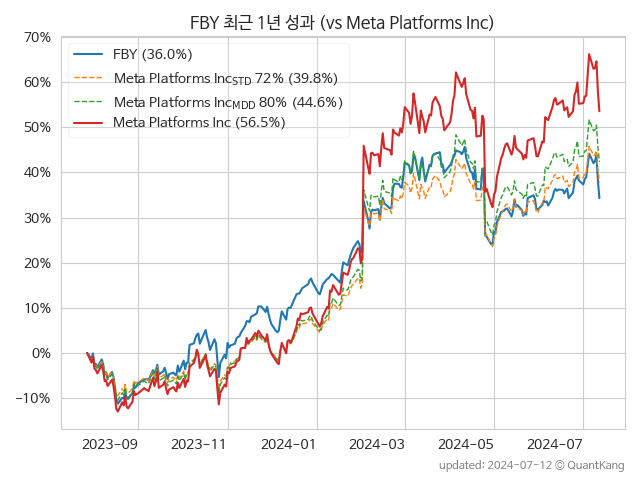 FBY 최근 1년 성과 (vs Meta Platforms Inc)
70%
60%
50%
40%
30%
20%
10%
0%
−10%
FBY (36.0%)
Meta Platforms IncSTD 72% (39.8%)
Meta Platforms IncMDD 80% (44.6%)
Meta Platforms Inc (56.5%)
2023-09 2023-11 2024-01 2024-03 2024-05 2024-07
updated: 2024-07-12 © QuantKang